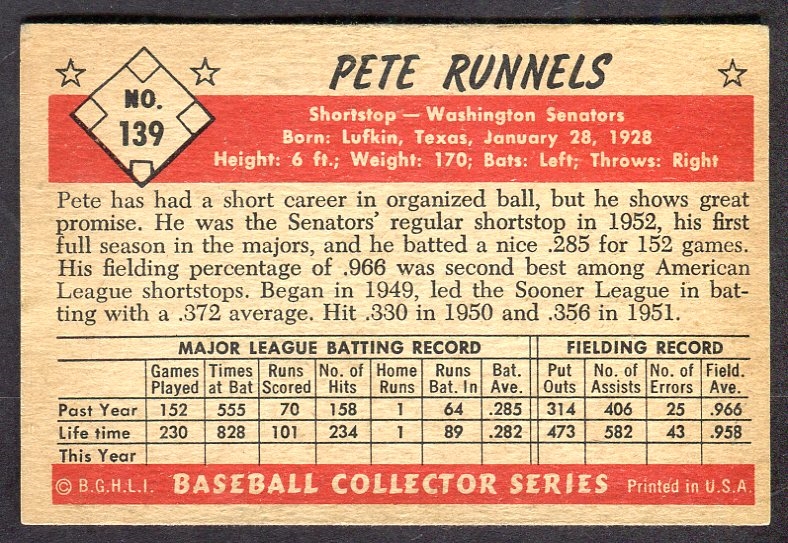 NO. 139
PETE RUNNELS
Shortstop — Washington Senators
Born: Lufkin, Texas, January 28, 1928
Height: 6 ft.; Weight: 170; Bats: Left; Throws: Right
Pete has had a short career in organized ball, but he shows great
promise. He was the Senators' regular shortstop in 1952, his first
full season in the majors, and he batted a nice .285 for 152 games.
His fielding percentage of .966 was second best among American
League shortstops. Began in 1949, led the Sooner League in bat-
ting with a .372 average. Hit .330 in 1950 and .356 in 1951.
MAJOR LEAGUE BATTING RECORD FIELDING RECORD
Games Times Runs No. of Home Runs Bat. Put No. of No. of Field.
Played at Bat Scored Hits Runs Bat. In Ave. Outs Assists Errors Ave.
Past Year 152 555 70 158 1 64 .285 314 406 25 .966
Life time 230 828 101 234 1 89 .282 473 582 43 .958
This Year
© B.G.H.L.I. BASEBALL COLLECTOR SERIES Printed in U.S.A.